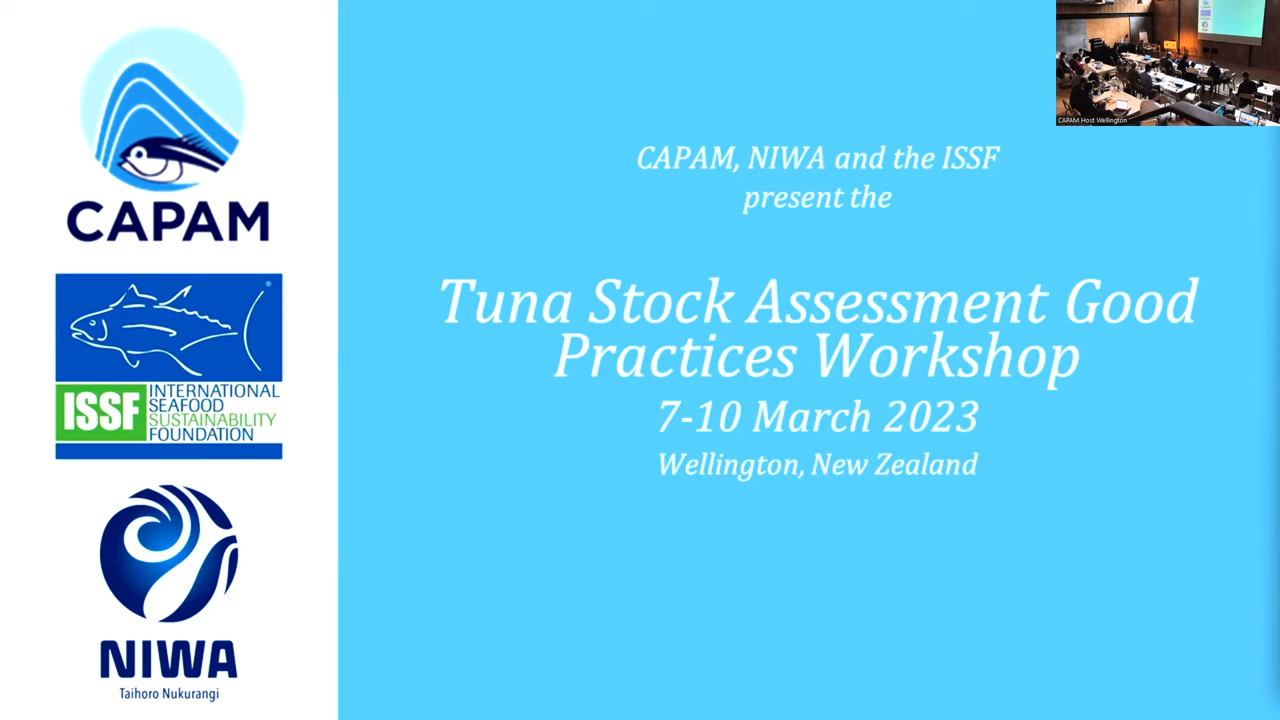 CAPAM
ISSF
INTERNATIONAL
SEAFOOD
SUSTAINABILITY
FOUNDATION
NIWA
Taihoro Nukurangi
CAPAM, NIWA and the ISSF
present the
Tuna Stock Assessment Good
Practices Workshop
7-10 March 2023
Wellington, New Zealand
CAPAM Host Wellington